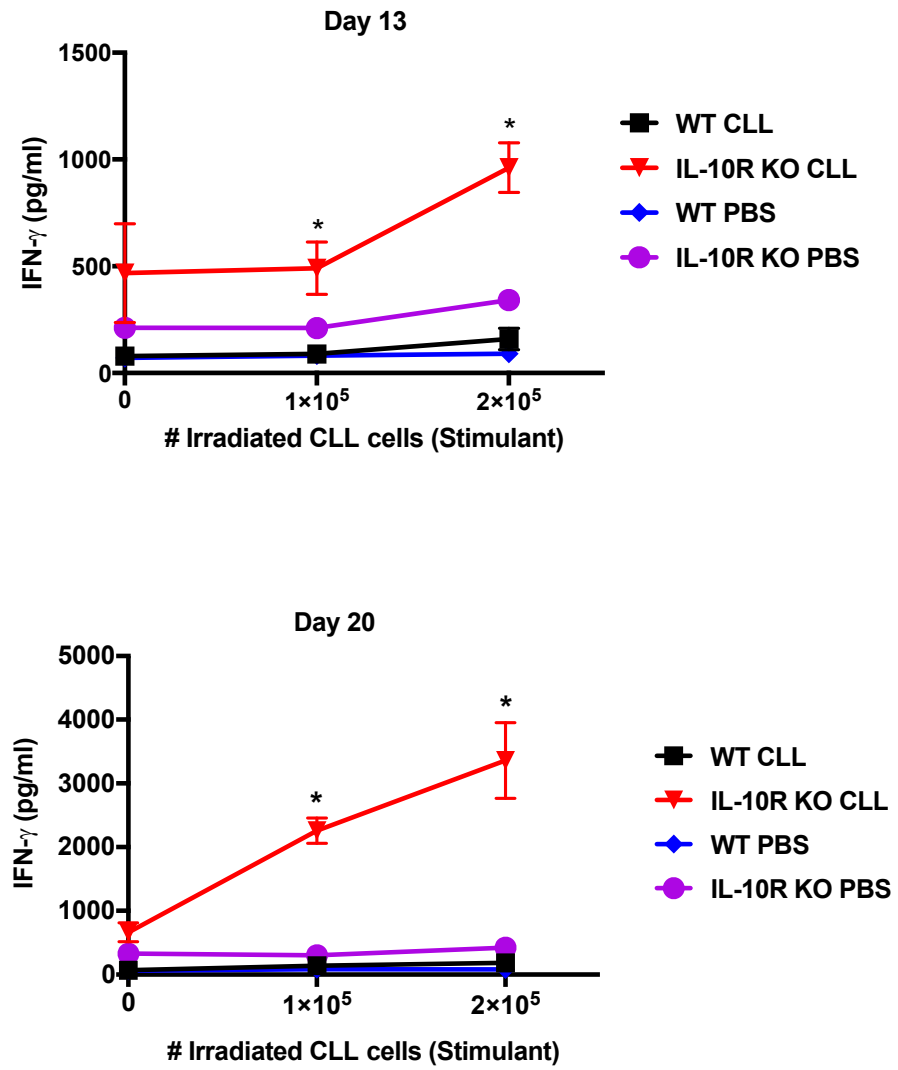 Day 13
1500
1000
500
0
IFN-γ (pg/ml)
*
*
0
1×10⁵
2×10⁵
# Irradiated CLL cells (Stimulant)
WT CLL
IL-10R KO CLL
WT PBS
IL-10R KO PBS
Day 20
5000
4000
3000
2000
1000
0
IFN-γ (pg/ml)
*
*
0
1×10⁵
2×10⁵
# Irradiated CLL cells (Stimulant)
WT CLL
IL-10R KO CLL
WT PBS
IL-10R KO PBS